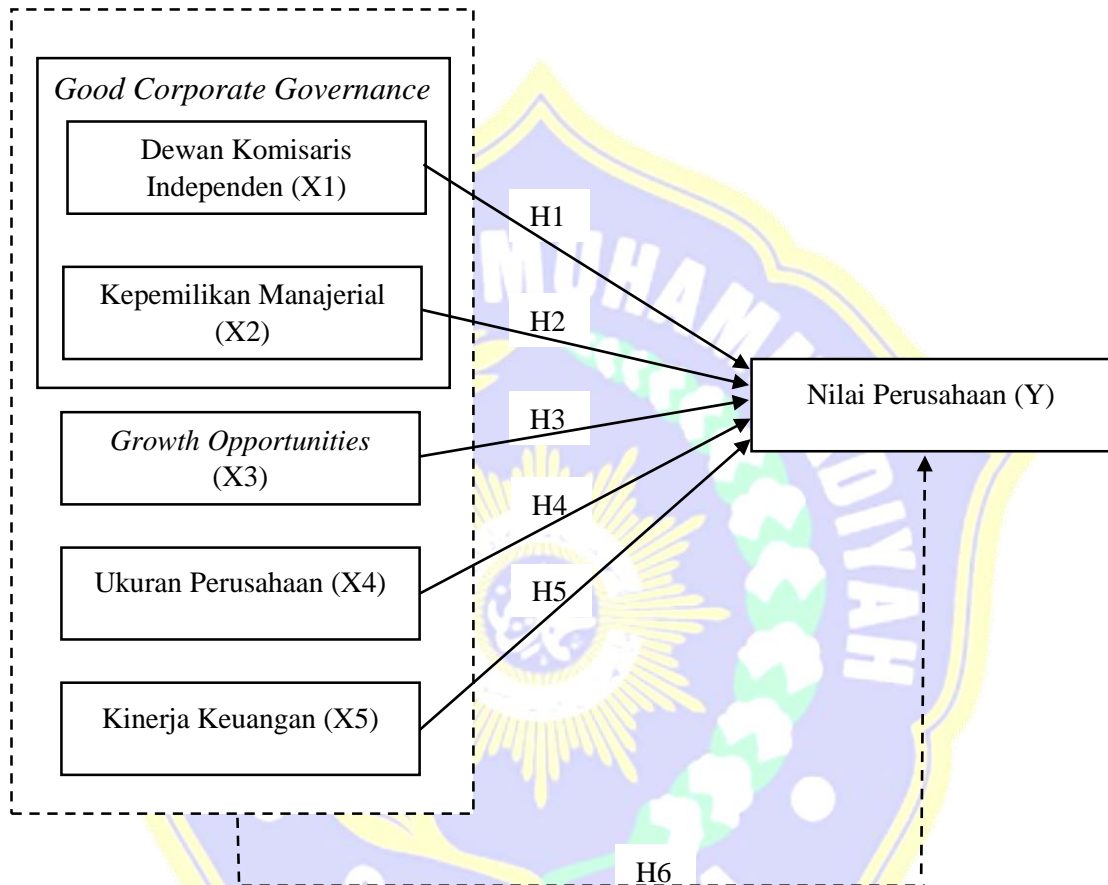 Good Corporate Governance
Dewan Komisaris
Independen (X1)
H1
Kepemilikan Manajerial
(X2)
H2
Nilai Perusahaan (Y)
Growth Opportunities
(X3)
H3
H4
Ukuran Perusahaan (X4)
H5
Kinerja Keuangan (X5)
H6